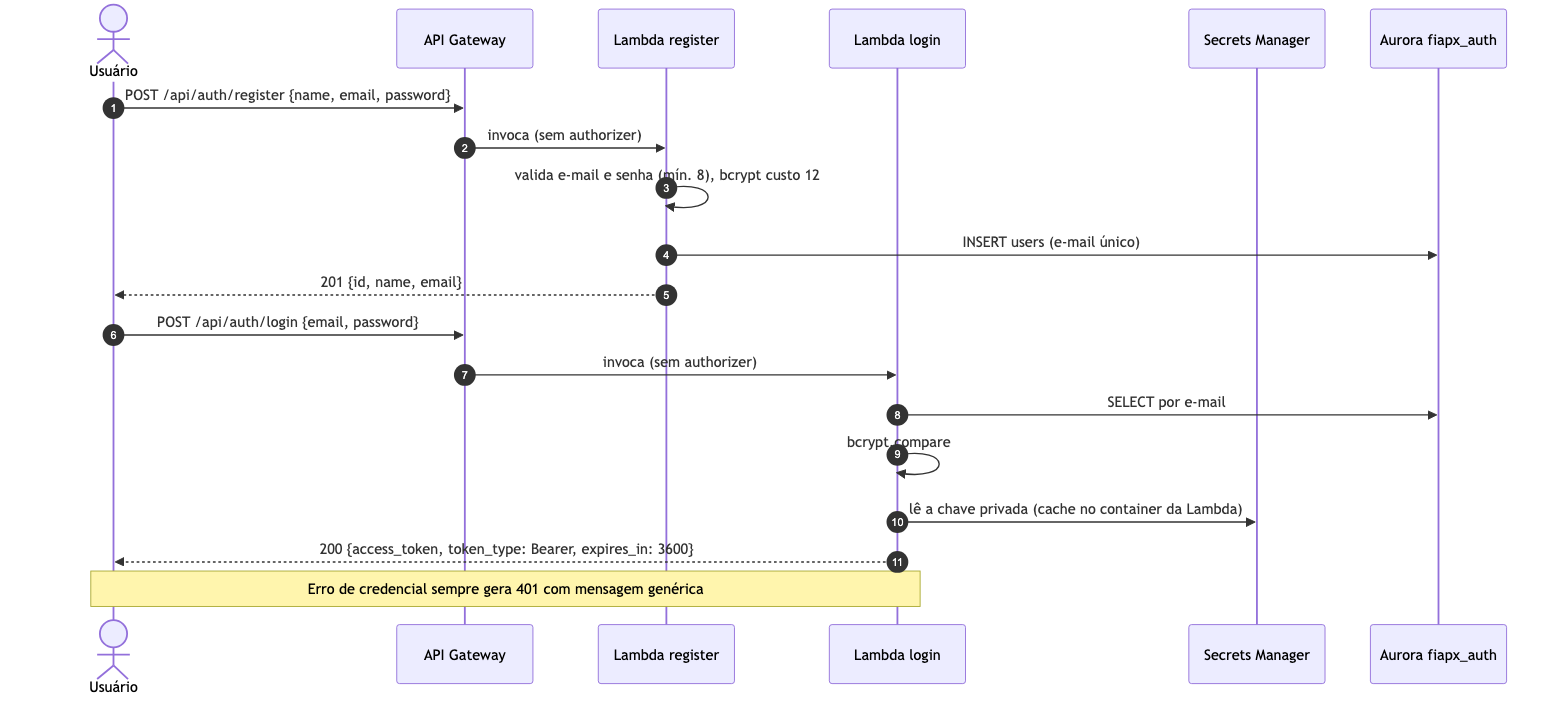 Usuário
API Gateway
Lambda register
Lambda login
Secrets Manager
Aurora fiapx_auth
1
POST /api/auth/register {name, email, password}
2
invoca (sem authorizer)
valida e-mail e senha (mín. 8), bcrypt custo 12
3
4
INSERT users (e-mail único)
201 {id, name, email}
5
6
POST /api/auth/login {email, password}
7
invoca (sem authorizer)
8
SELECT por e-mail
bcrypt.compare
9
10
lê a chave privada (cache no container da Lambda)
200 {access_token, token_type: Bearer, expires_in: 3600}
11
Erro de credencial sempre gera 401 com mensagem genérica
Usuário
API Gateway
Lambda register
Lambda login
Secrets Manager
Aurora fiapx_auth